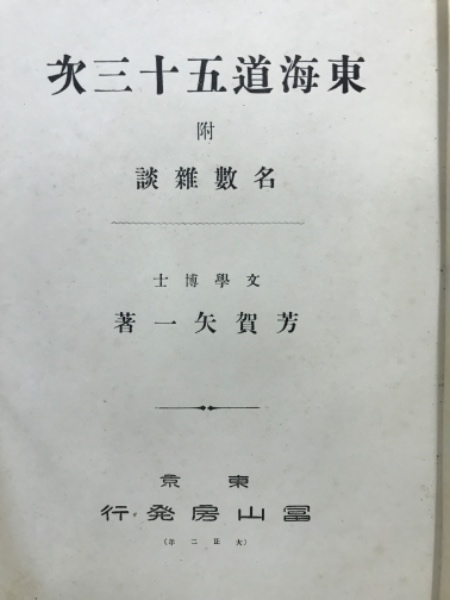 東海道五十三次
附
名數雜談
文學博士
芳賀矢一著
東京
冨山房發行
(大正二年)